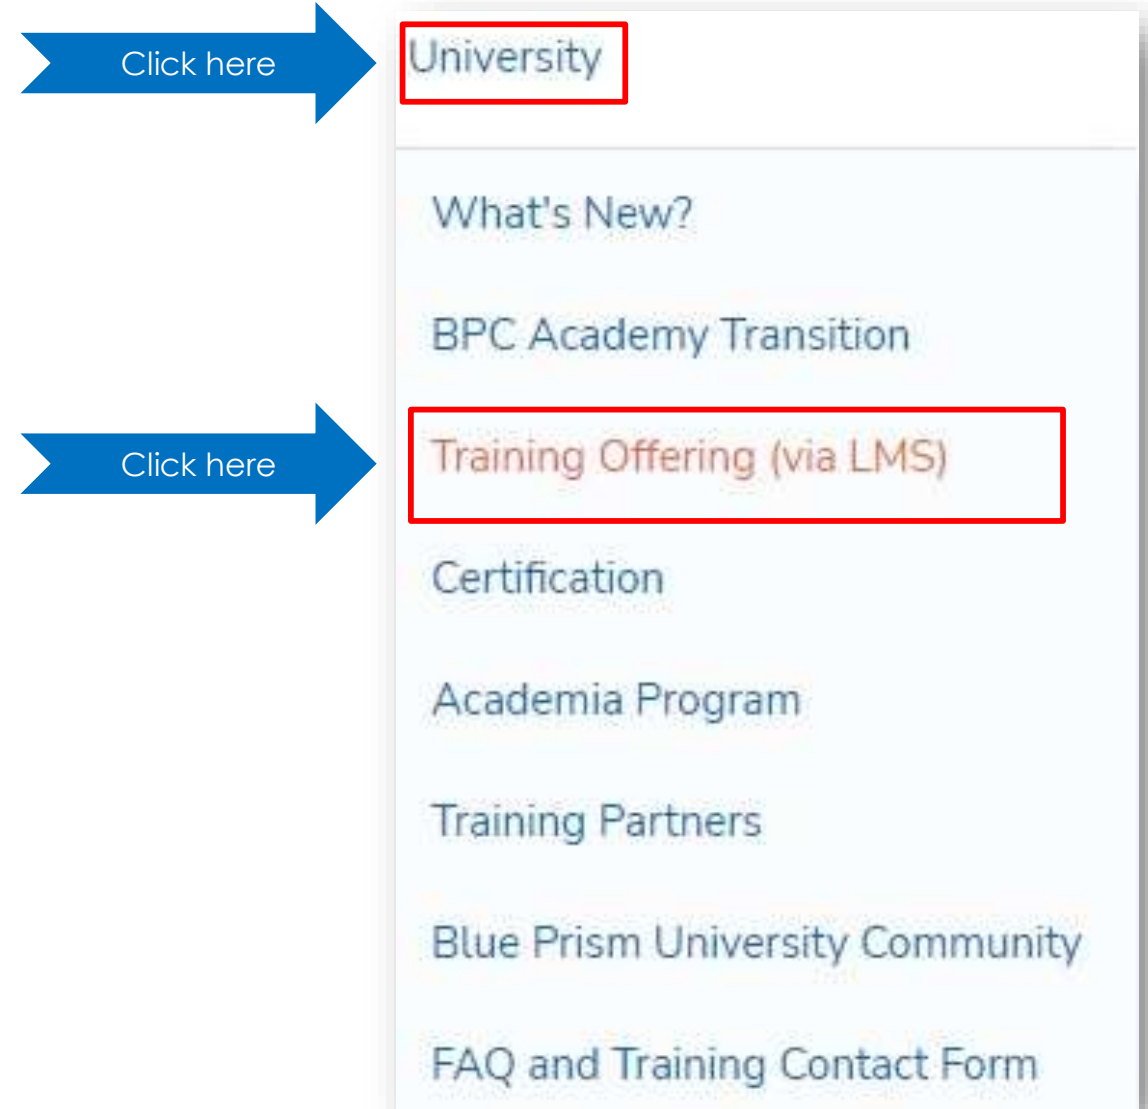 Click here
University
What's New?
BPC Academy Transition
Click here
Training Offering (via LMS)
Certification
Academia Program
Training Partners
Blue Prism University Community
FAQ and Training Contact Form